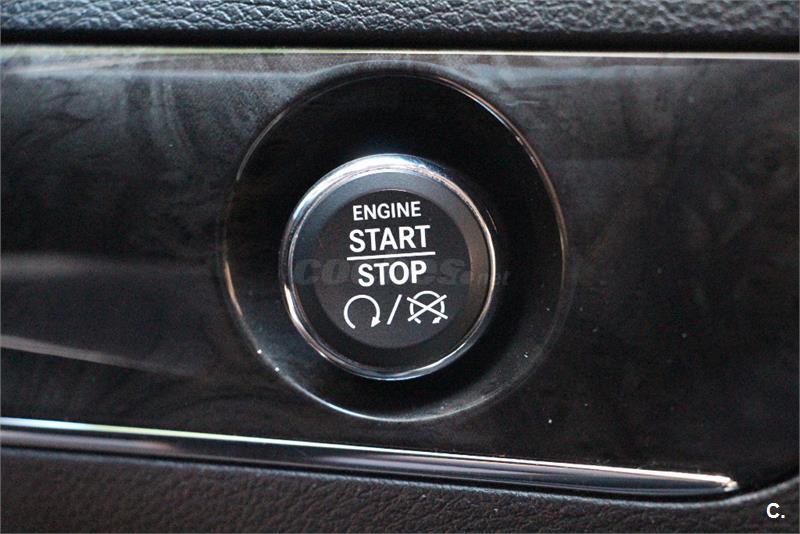 ENGINE
START
STOP
/
C.